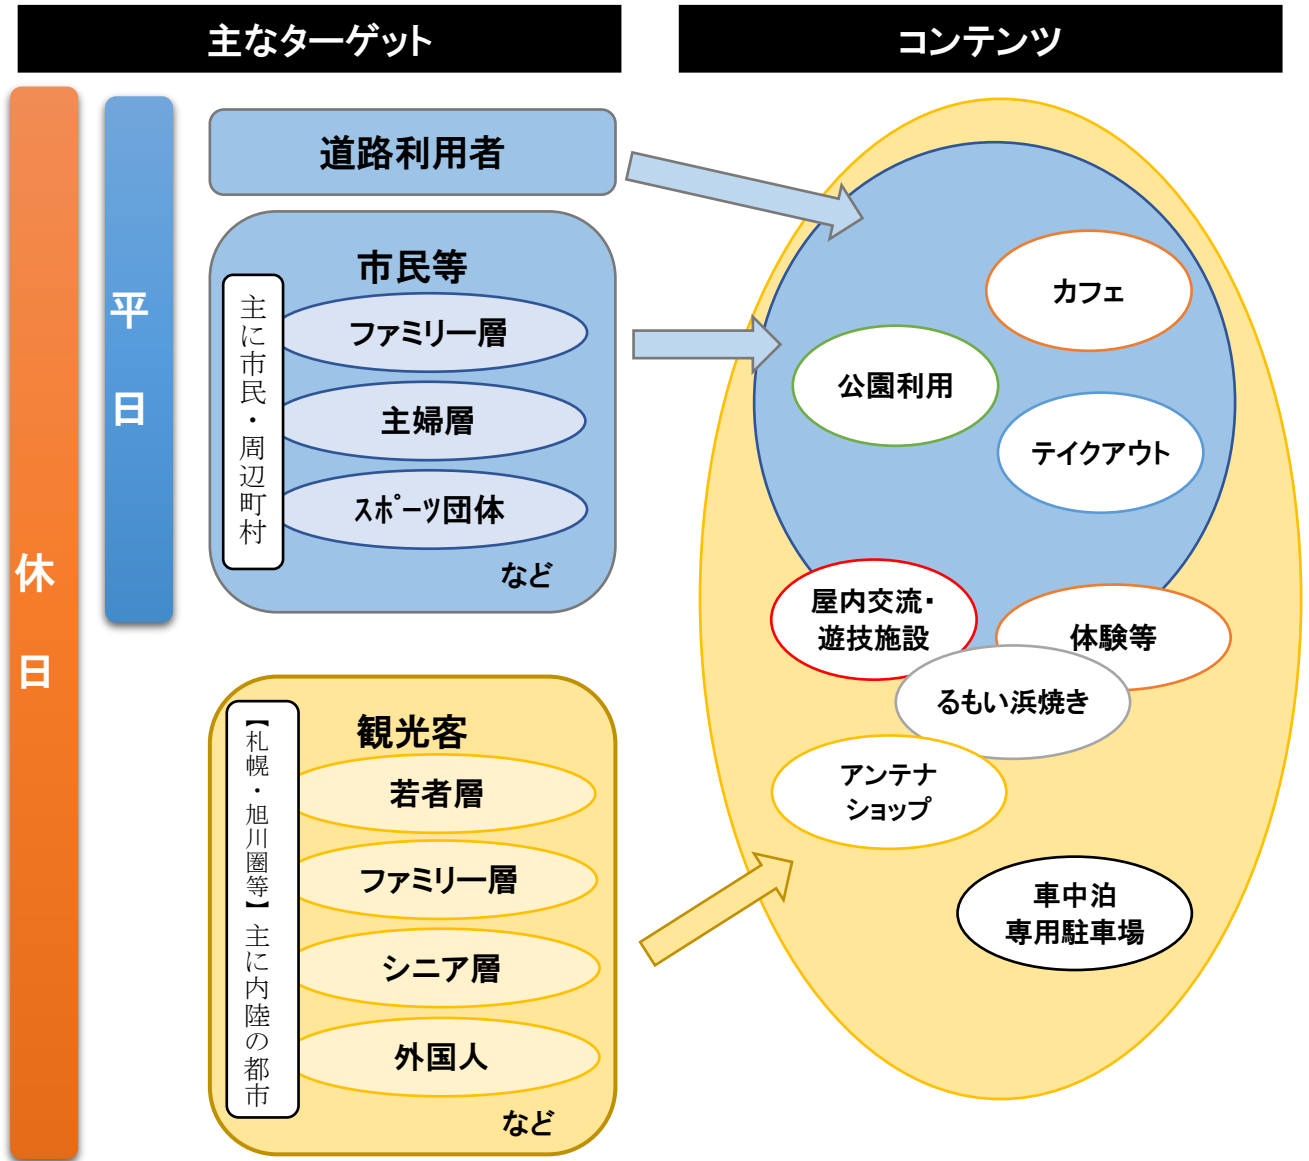 主なターゲット
コンテンツ
休日
平日
道路利用者
市民等
主に市民・周辺町村
ファミリー層
主婦層
スポーツ団体
など
観光客
【札幌・旭川圏等】主に内陸の都市
若者層
ファミリー層
シニア層
外国人
など
カフェ
公園利用
テイクアウト
屋内交流・
遊技施設
体験等
るもい浜焼き
アンテナ
ショップ
車中泊
専用駐車場